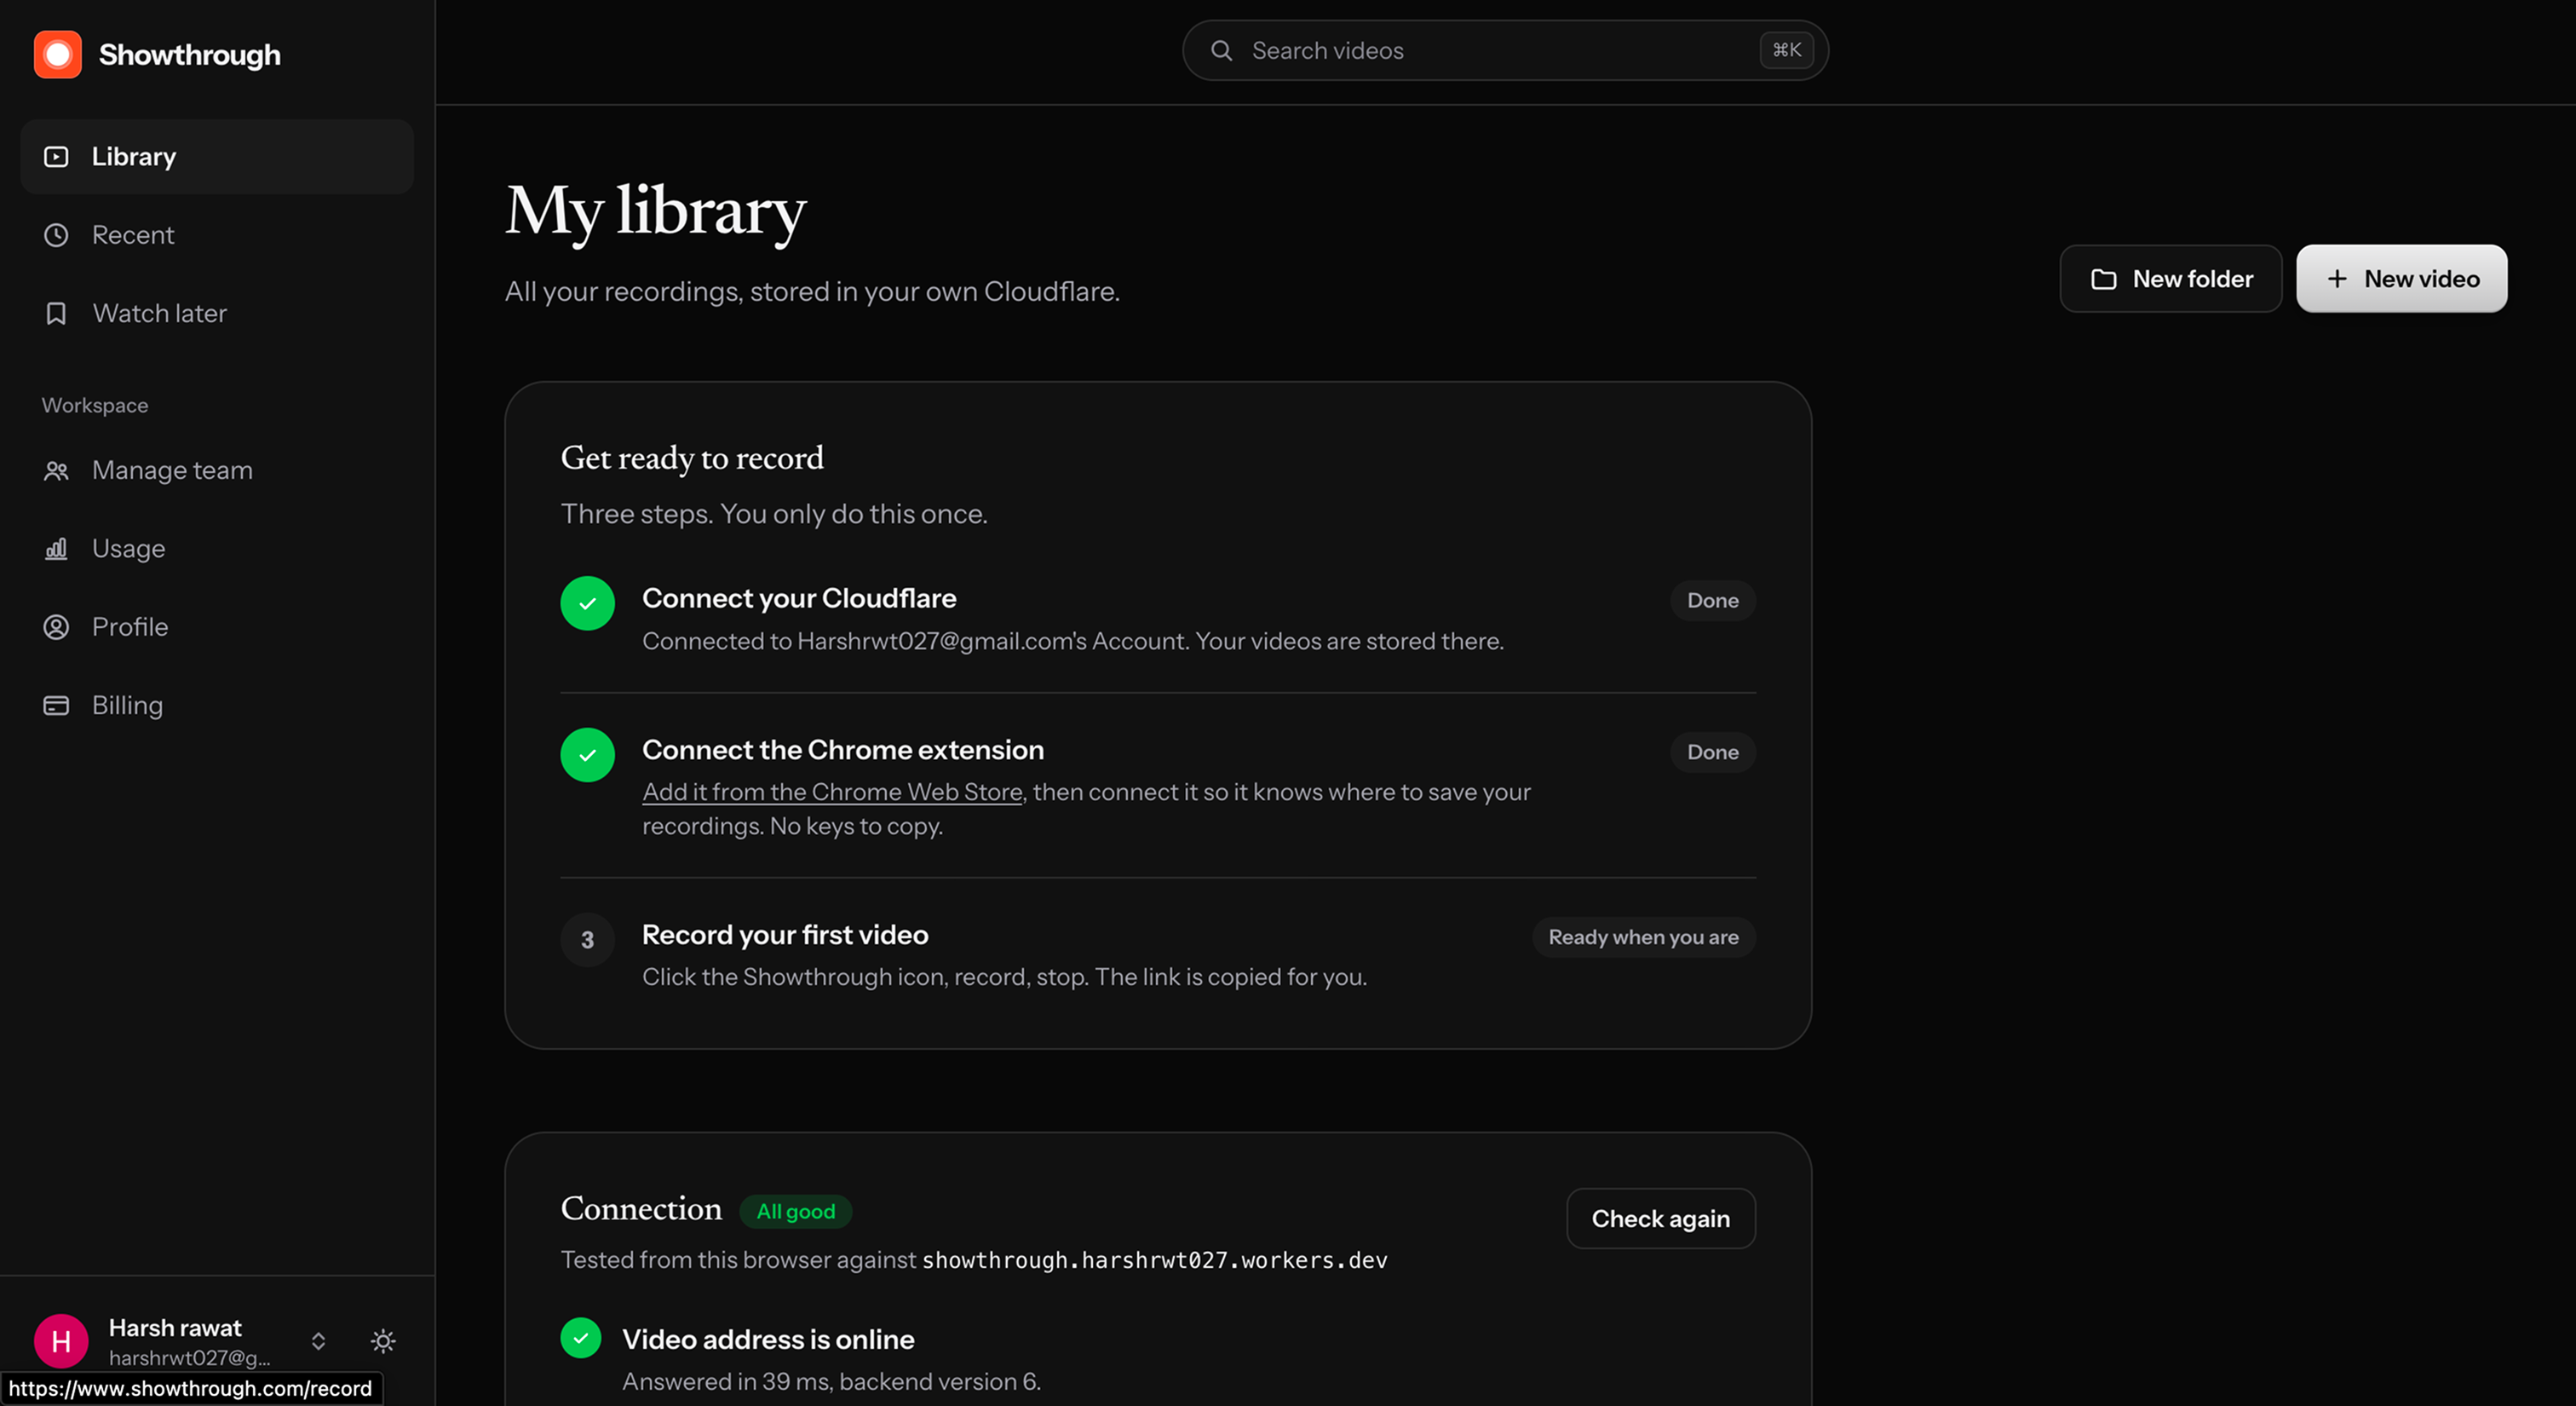 Showthrough
Search videos
⌘K
Library
Recent
Watch later
Workspace
Manage team
Usage
Profile
Billing
My library
All your recordings, stored in your own Cloudflare.
New folder
New video
Get ready to record
Three steps. You only do this once.
Connect your Cloudflare
Done
Connected to Harshrwt027@gmail.com's Account. Your videos are stored there.
Connect the Chrome extension
Done
Add it from the Chrome Web Store, then connect it so it knows where to save your
recordings. No keys to copy.
3
Record your first video
Ready when you are
Click the Showthrough icon, record, stop. The link is copied for you.
Connection
All good
Check again
Tested from this browser against showthrough.harshrwt027.workers.dev
Video address is online
Answered in 39 ms, backend version 6.
H
Harsh rawat
harshrwt027@g...
https://www.showthrough.com/record